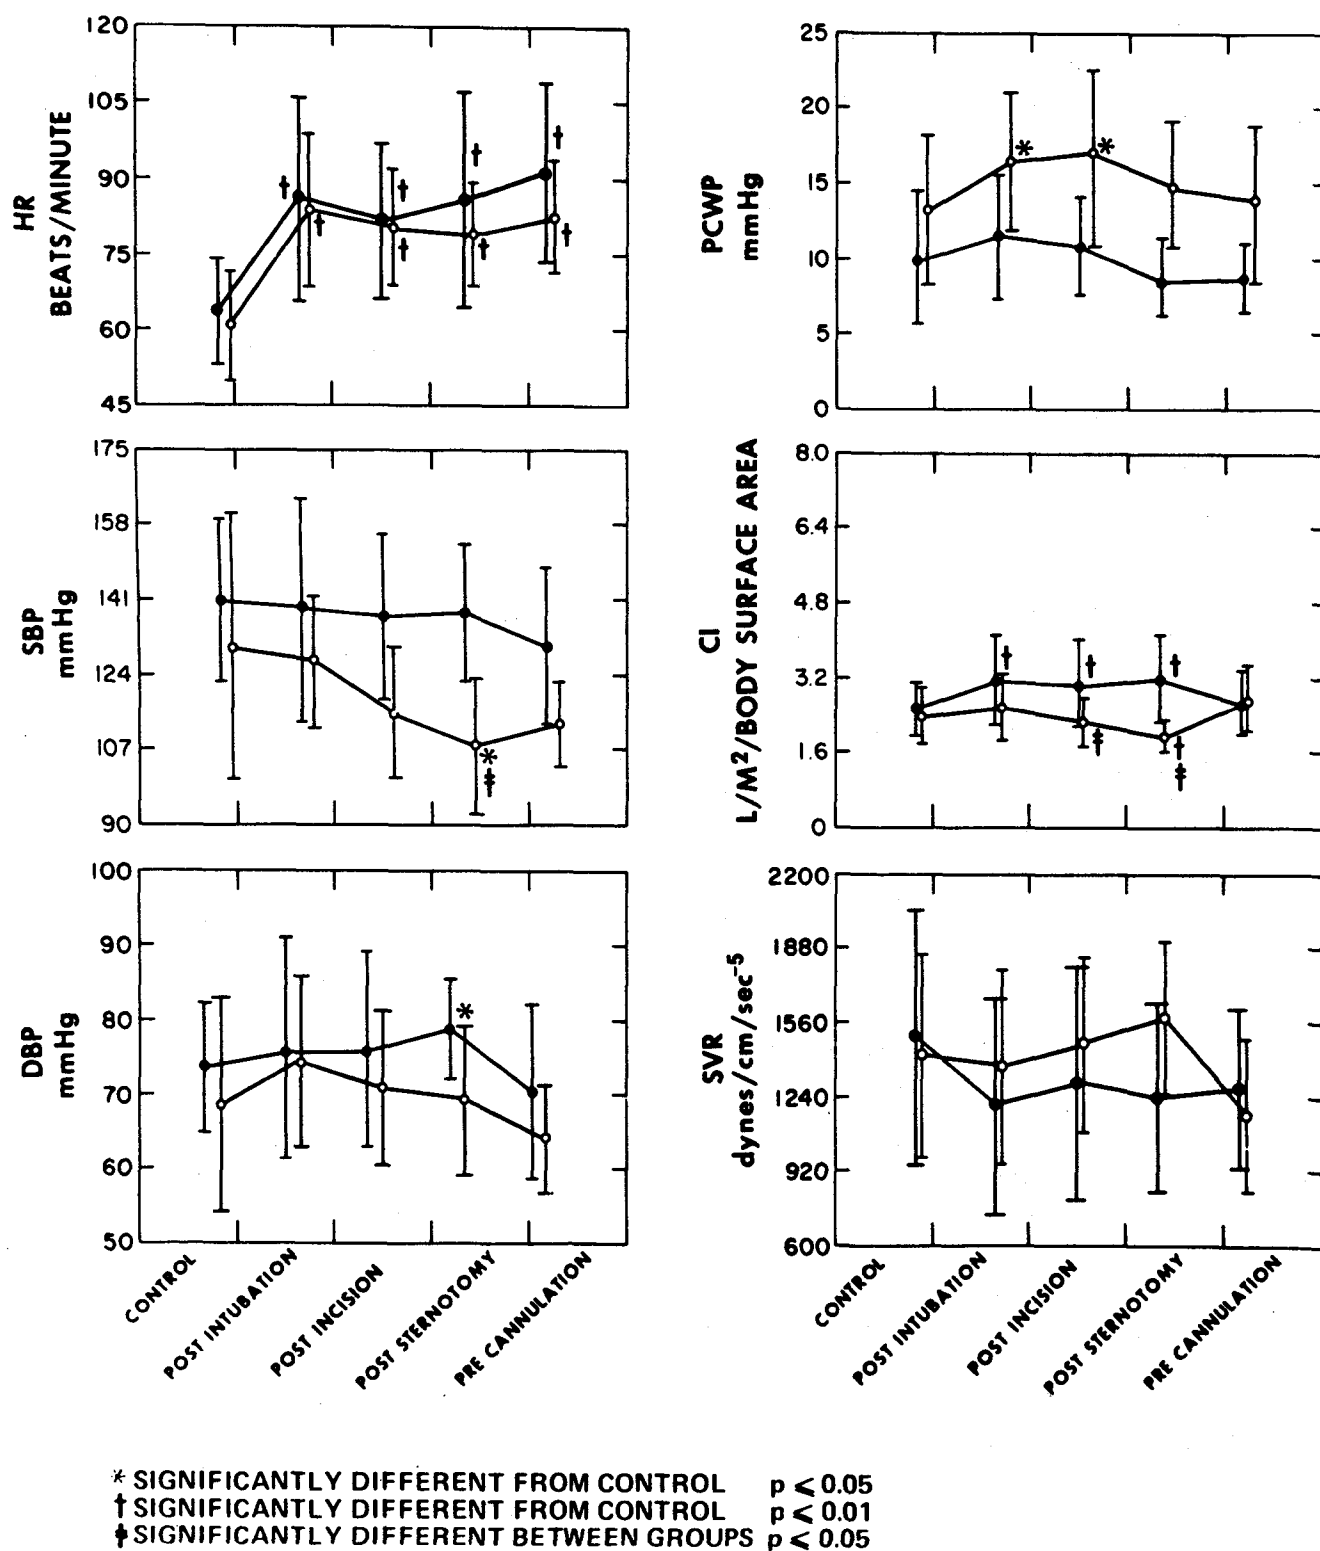 HR
BEATS/MINUTE
120
105
90
75
60
45
† † † †
† † † †
PCWP
mmHg
25
20
15
10
5
0
* *
SBP
mmHg
175
158
141
124
107
90
*
‡
CI
L/M²/BODY SURFACE AREA
8.0
6.4
4.8
3.2
1.6
0
† † †
‡ †
‡
DBP
mmHg
100
90
80
70
60
50
*
CONTROL
POST INTUBATION
POST INCISION
POST STERNOTOMY
PRE CANNULATION
SVR
dynes/cm/sec⁻⁵
2200
1880
1560
1240
920
600
CONTROL
POST INTUBATION
POST INCISION
POST STERNOTOMY
PRE CANNULATION
* SIGNIFICANTLY DIFFERENT FROM CONTROL p ⩽ 0.05
† SIGNIFICANTLY DIFFERENT FROM CONTROL p ⩽ 0.01
‡ SIGNIFICANTLY DIFFERENT BETWEEN GROUPS p ⩽ 0.05